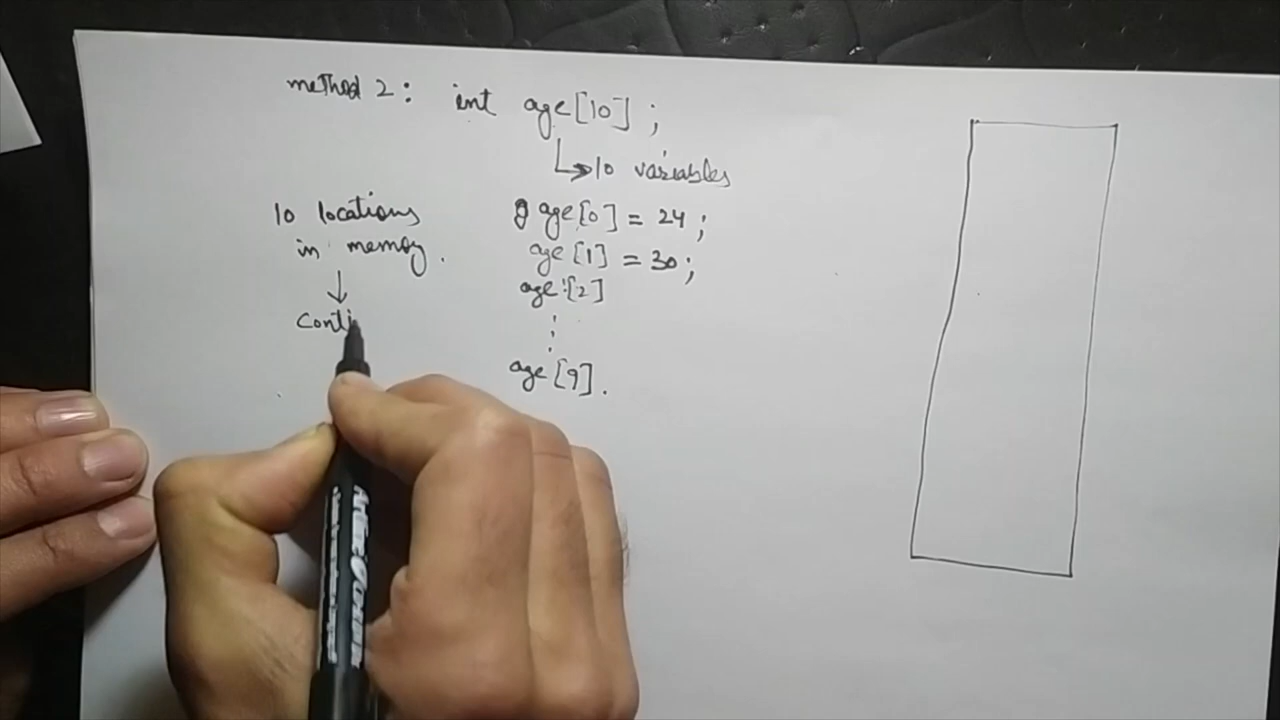 method 2: int age[10];
10 variables
10 locations
in memory.
Conti
age[0] = 24;
age[1] = 30;
age[2]
age[9].